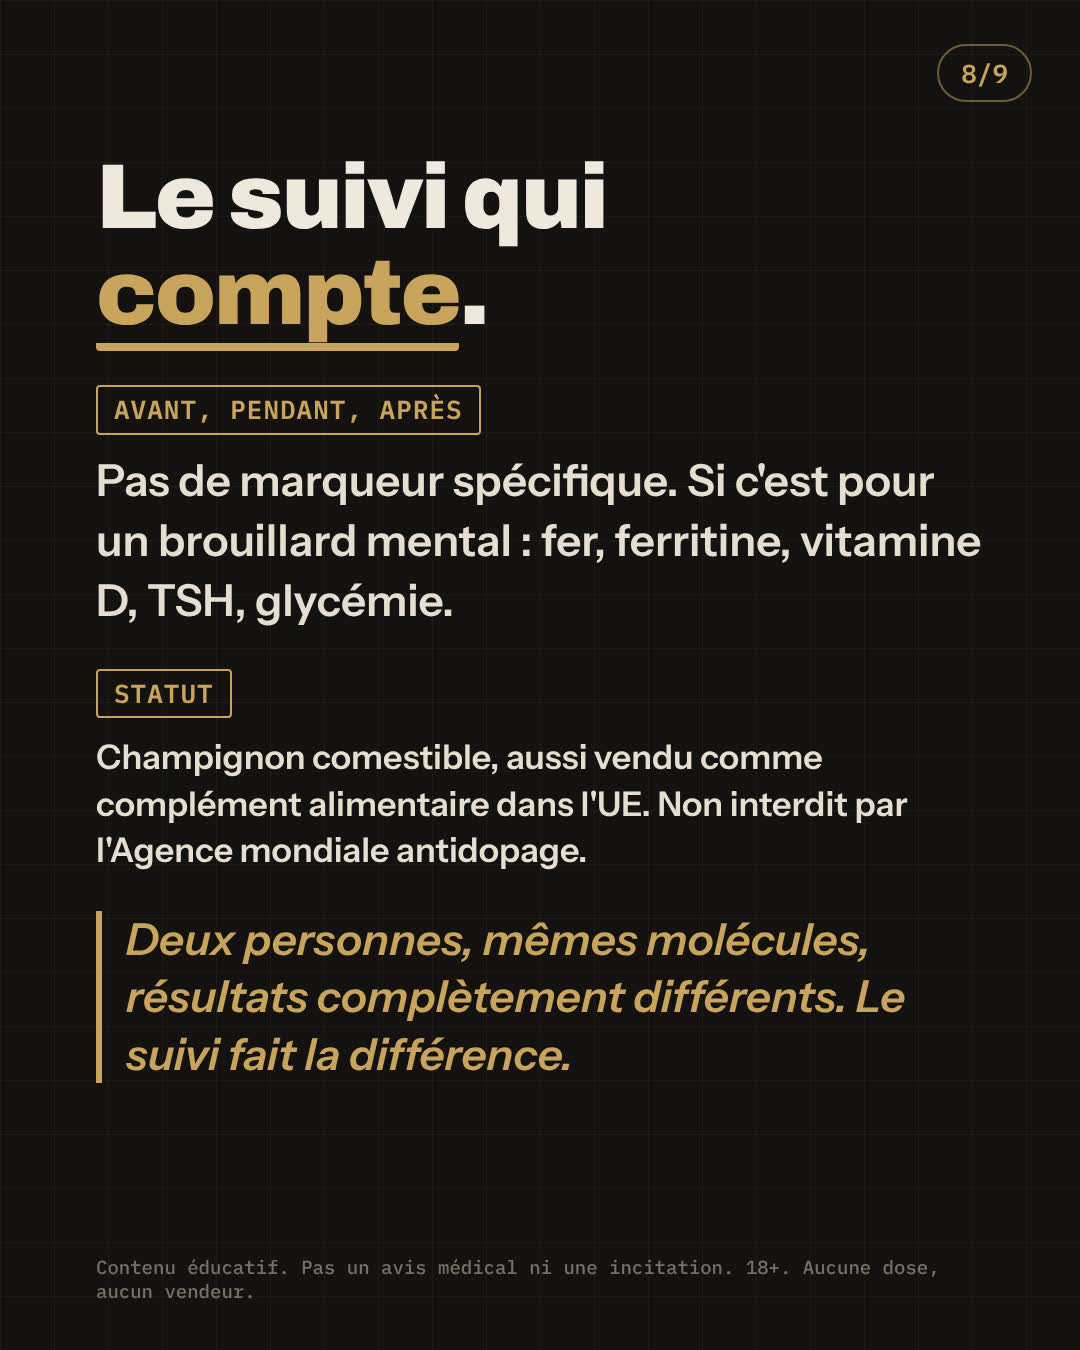 8/9
Le suivi qui
compte.
AVANT, PENDANT, APRÈS
Pas de marqueur spécifique. Si c'est pour
un brouillard mental : fer, ferritine, vitamine
D, TSH, glycémie.
STATUT
Champignon comestible, aussi vendu comme
complément alimentaire dans l'UE. Non interdit par
l'Agence mondiale antidopage.
Deux personnes, mêmes molécules,
résultats complètement différents. Le
suivi fait la différence.
Contenu éducatif. Pas un avis médical ni une incitation. 18+. Aucune dose,
aucun vendeur.